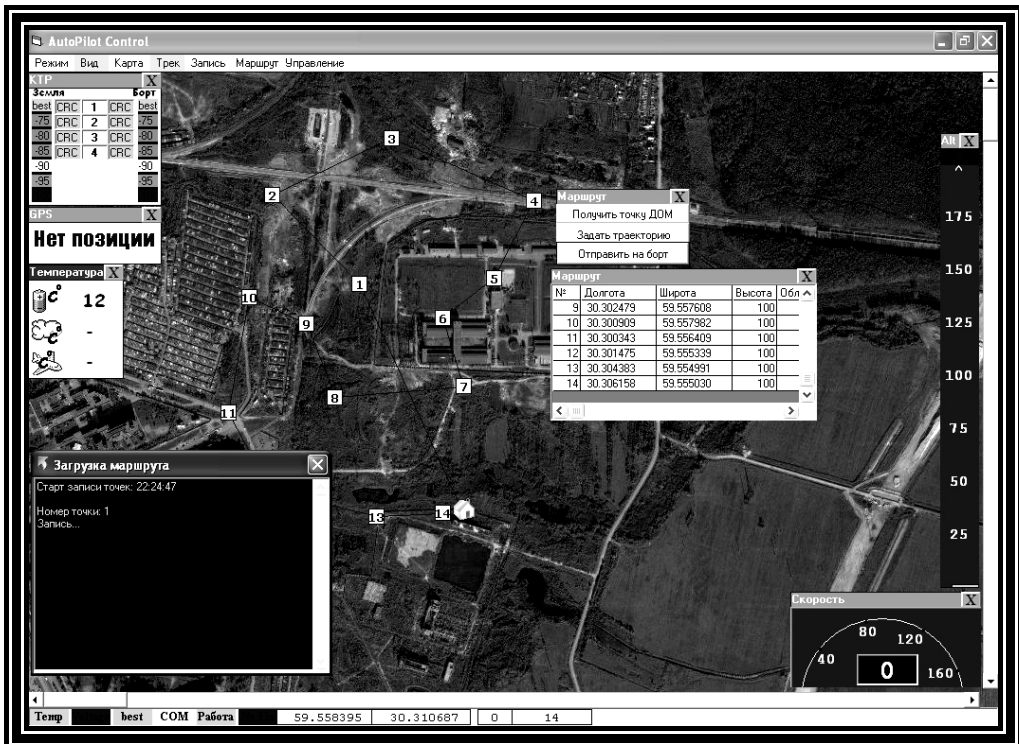 AutoPilot Control
Режим Вид Карта Трек Запись Маршрут Управление
КТР X
Земля Борт
best CRC 1 CRC best
-75 CRC 2 CRC -75
-80 CRC 3 CRC -80
-85 CRC 4 CRC -85
-90 -90
-95 -95
GPS X
Нет позиции
Температура X
C 12
C -
C -
3
2
4
1
5
10
6
9
7
8
11
13
14
Маршрут X
Получить точку ДОМ
Задать траекторию
Отправить на борт
Маршрут X
№ Долгота Широта Высота Обл
9 30.302479 59.557608 100
10 30.300909 59.557982 100
11 30.300343 59.556409 100
12 30.301475 59.555339 100
13 30.304383 59.554991 100
14 30.306158 59.555030 100
Alt X
175
150
125
100
75
50
25
Загрузка маршрута
Старт записи точек: 22:24:47
Номер точки: 1
Запись...
Скорость X
80 120
40 0 160
Temp best COM Работа 59.558395 30.310687 0 14